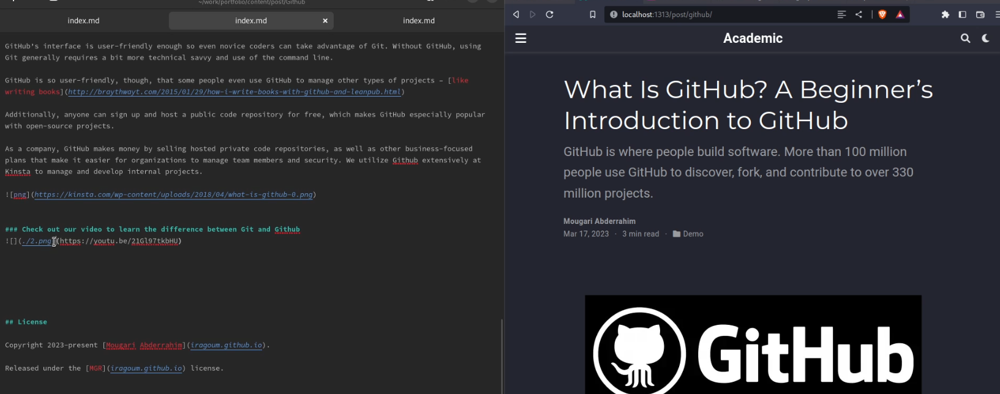 ~/work/portfolio/content/post/Github
index.md
index.md ×
index.md
GitHub's interface is user-friendly enough so even novice coders can take advantage of Git. Without GitHub, using
Git generally requires a bit more technical savvy and use of the command line.
GitHub is so user-friendly, though, that some people even use GitHub to manage other types of projects – [like
writing books](http://braythwayt.com/2015/01/29/how-i-write-books-with-github-and-leanpub.html)
Additionally, anyone can sign up and host a public code repository for free, which makes GitHub especially popular
with open-source projects.
As a company, GitHub makes money by selling hosted private code repositories, as well as other business-focused
plans that make it easier for organizations to manage team members and security. We utilize Github extensively at
Kinsta to manage and develop internal projects.
![png](https://kinsta.com/wp-content/uploads/2018/04/what-is-github-0.png)
### Check out our video to learn the difference between Git and Github
![](./2.png)(https://youtu.be/21Gl97tkbHU)
## License
Copyright 2023-present [Mougari Abderrahim](iragoum.github.io).
Released under the [MGR](iragoum.github.io) license.
localhost:1313/post/github/
Academic
What Is GitHub? A Beginner’s
Introduction to GitHub
GitHub is where people build software. More than 100 million
people use GitHub to discover, fork, and contribute to over 330
million projects.
Mougari Abderrahim
Mar 17, 2023 · 3 min read · Demo
GitHub